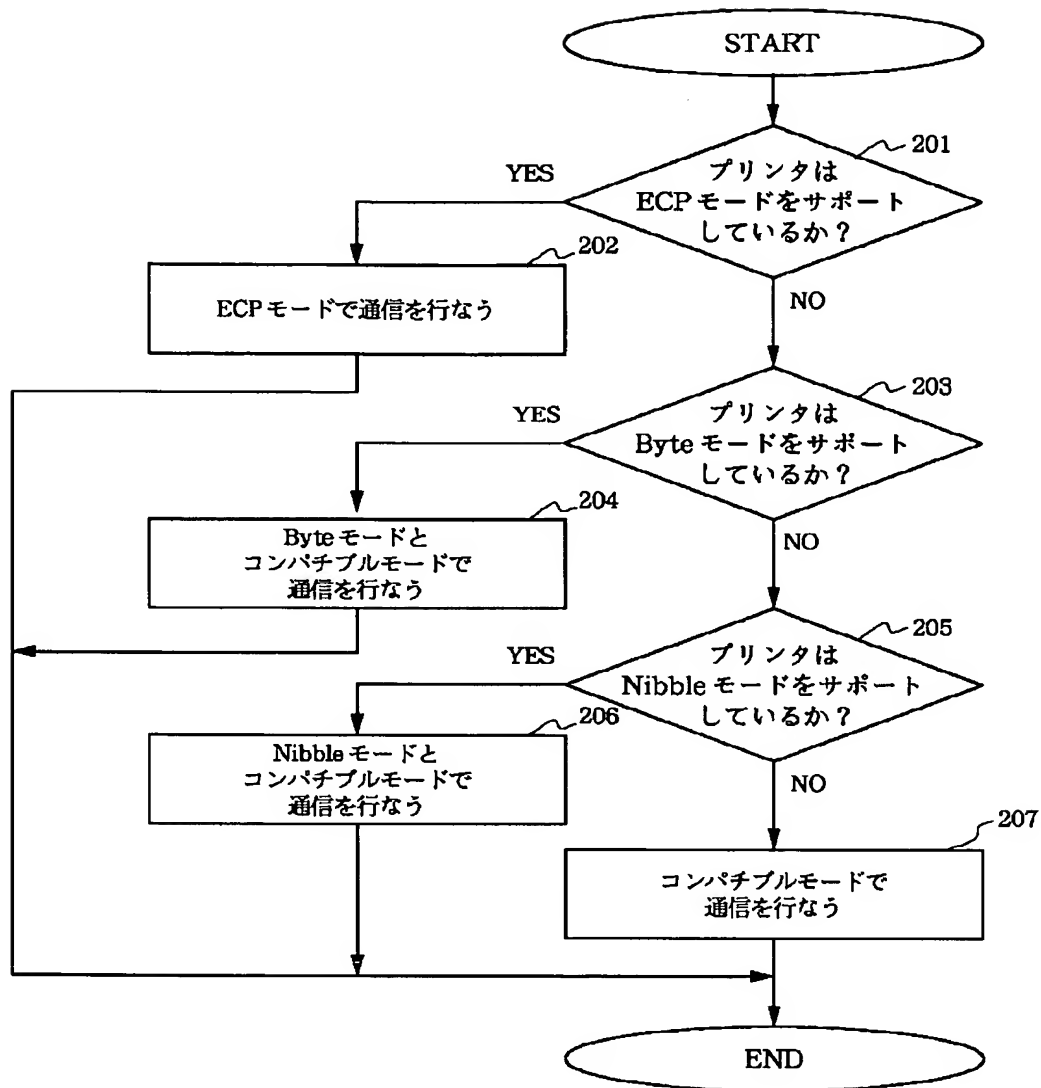 START
201
YES
プリンタは
ECPモードをサポート
しているか?
202
NO
ECPモードで通信を行なう
203
YES
プリンタは
Byteモードをサポート
しているか?
204
NO
Byteモードと
コンパチブルモードで
通信を行なう
205
YES
プリンタは
Nibbleモードをサポート
しているか?
206
NO
Nibbleモードと
コンパチブルモードで
通信を行なう
207
コンパチブルモードで
通信を行なう
END